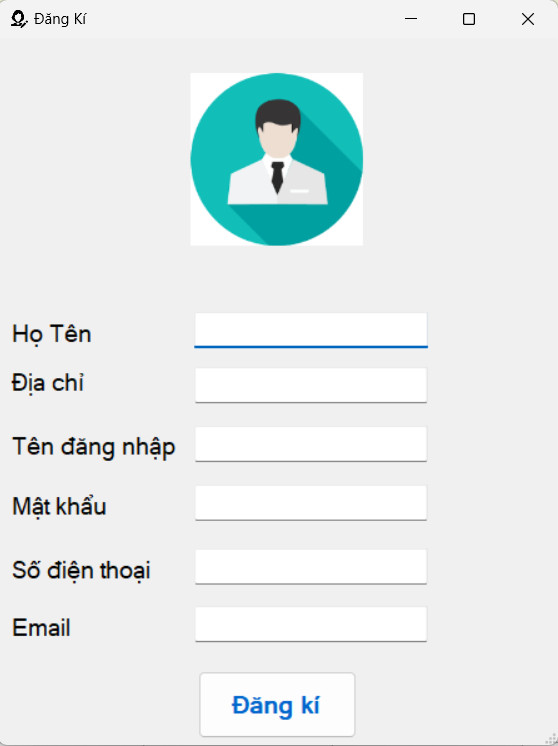 Đăng Kí
Họ Tên
Địa chỉ
Tên đăng nhập
Mật khẩu
Số điện thoại
Email
Đăng kí